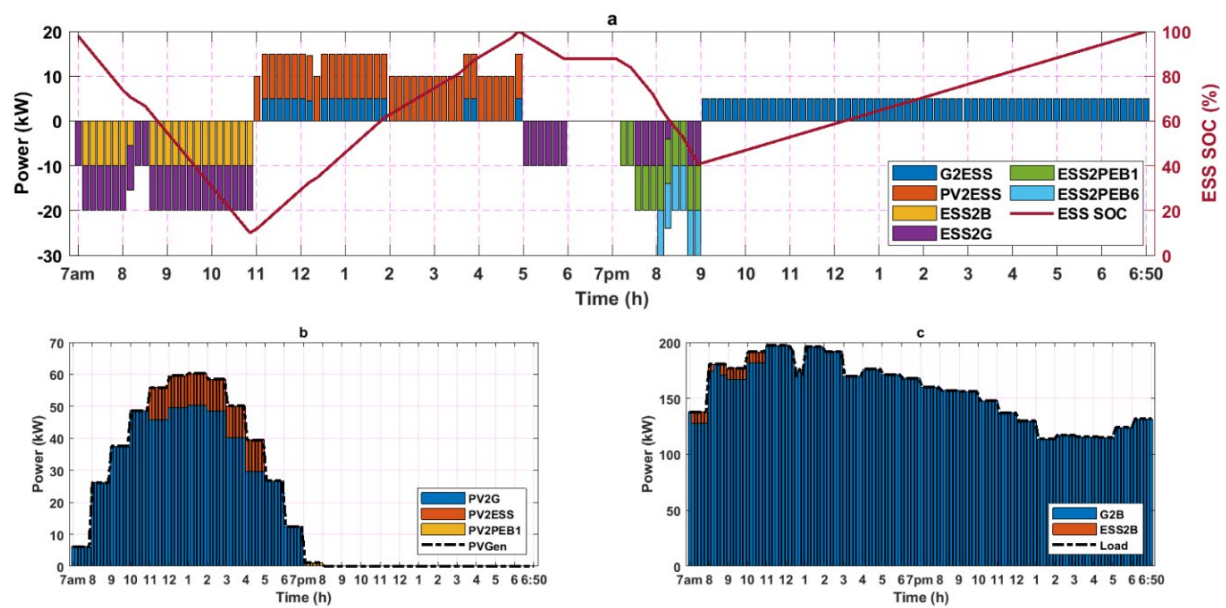 a
20
10
0
-10
-20
-30
Power (kW)
100
80
60
40
20
0
ESS SOC (%)
G2ESS
PV2ESS
ESS2B
ESS2G
ESS2PEB1
ESS2PEB6
ESS SOC
7am 8 9 10 11 12 1 2 3 4 5 6 7pm 8 9 10 11 12 1 2 3 4 5 6 6:50
Time (h)
b
70
60
50
40
30
20
10
0
Power (kW)
PV2G
PV2ESS
PV2PEB1
PVGen
7am 8 9 10 11 12 1 2 3 4 5 67pm 8 9 10 11 12 1 2 3 4 5 6 6:50
Time (h)
c
200
150
100
50
0
Power (kW)
G2B
ESS2B
Load
7am 8 9 10 11 12 1 2 3 4 5 67pm 8 9 10 11 12 1 2 3 4 5 6 6:50
Time (h)